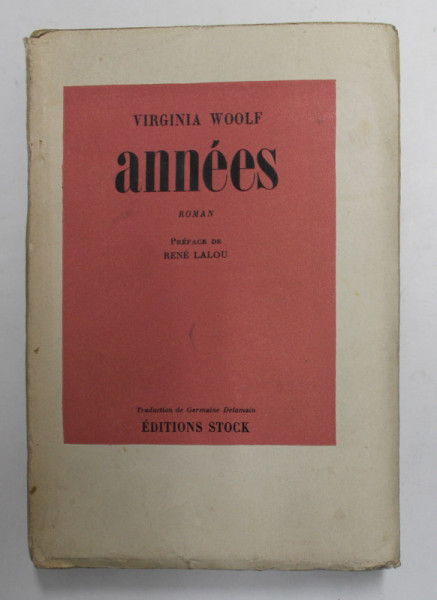 VIRGINIA WOOLF
années
ROMAN
PRÉFACE DE
RENÉ LALOU
Traduction de Germaine Delamain
ÉDITIONS STOCK